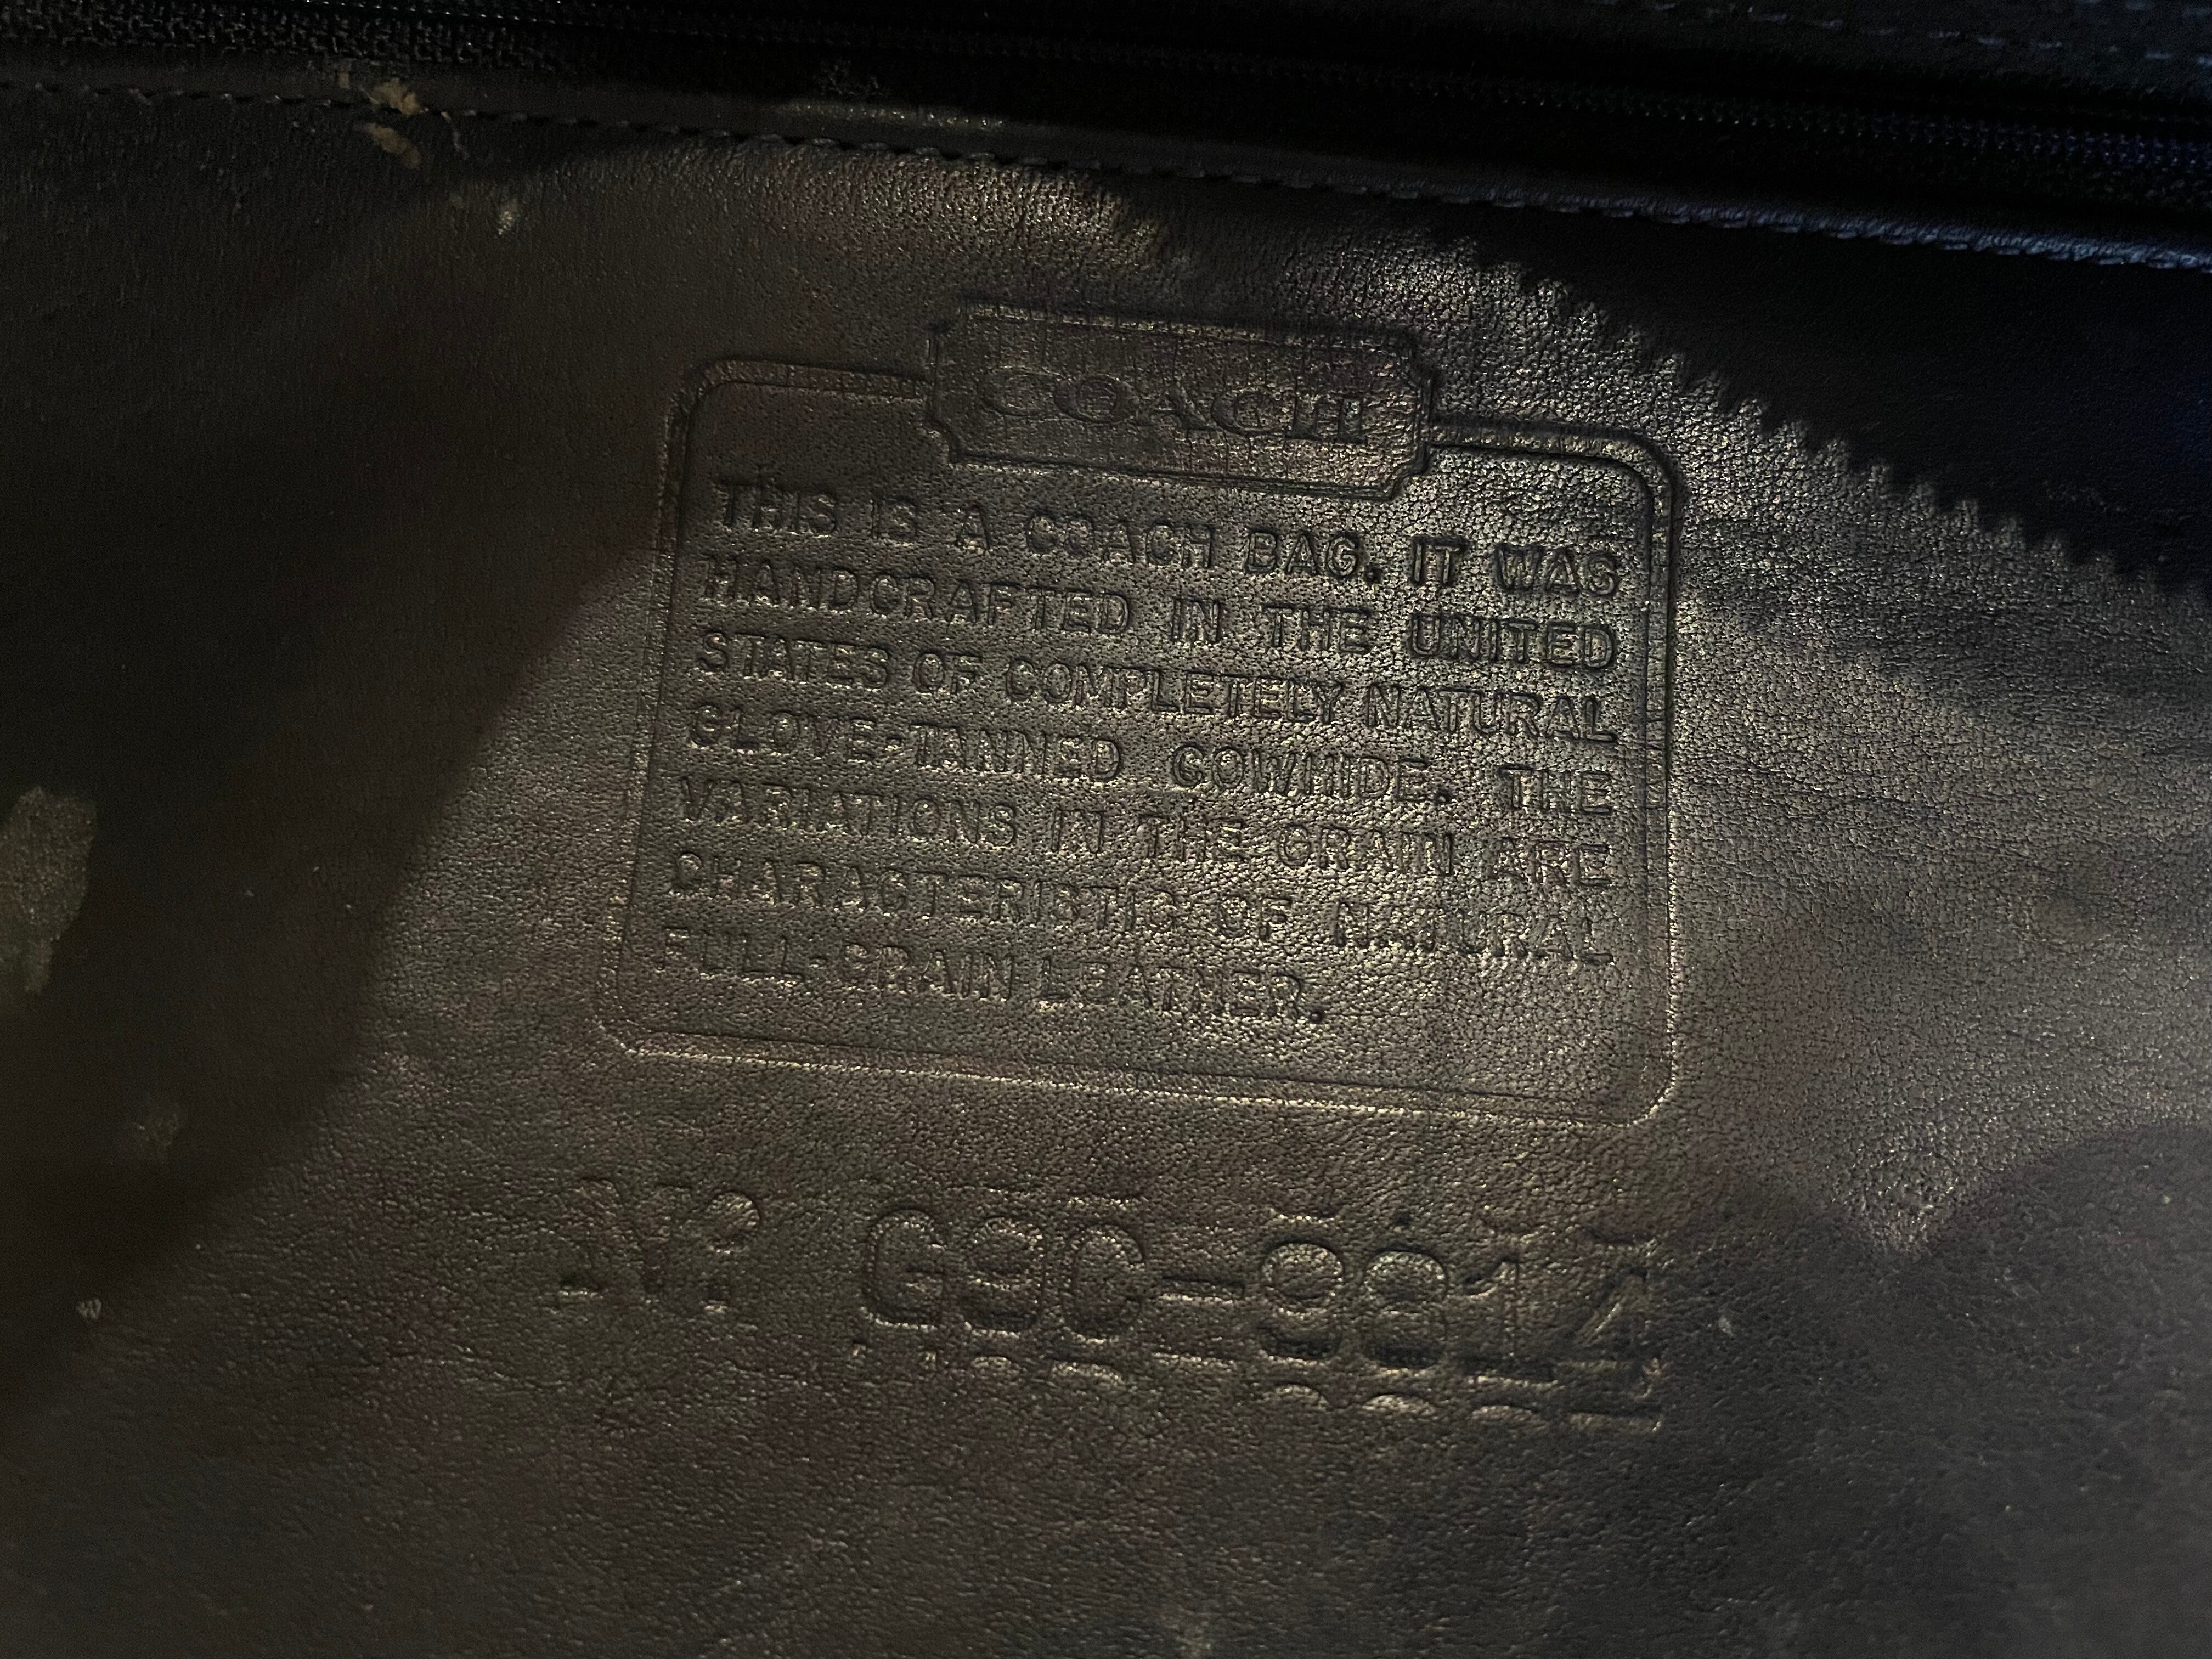 COACH
THIS IS A COACH BAG. IT WAS
HANDCRAFTED IN THE UNITED
STATES OF COMPLETELY NATURAL
GLOVE-TANNED COWHIDE. THE
VARIATIONS IN THE GRAIN ARE
CHARACTERISTIC OF NATURAL
FULL-GRAIN LEATHER.